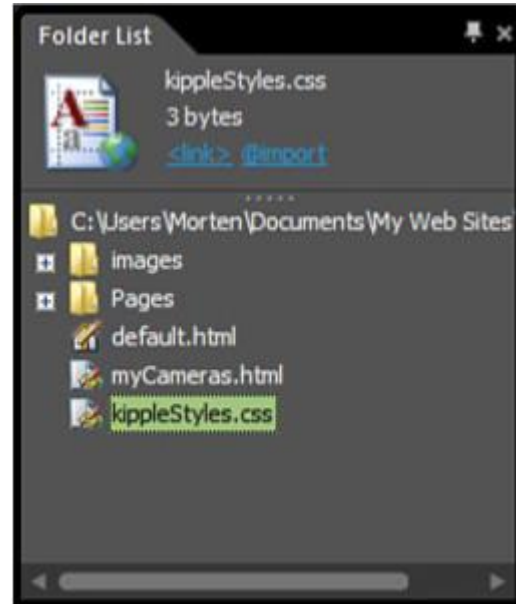 Folder List
kippleStyles.css
3 bytes
<link> @import
C:\Users\Morten\Documents\My Web Sites\
images
Pages
default.html
myCameras.html
kippleStyles.css